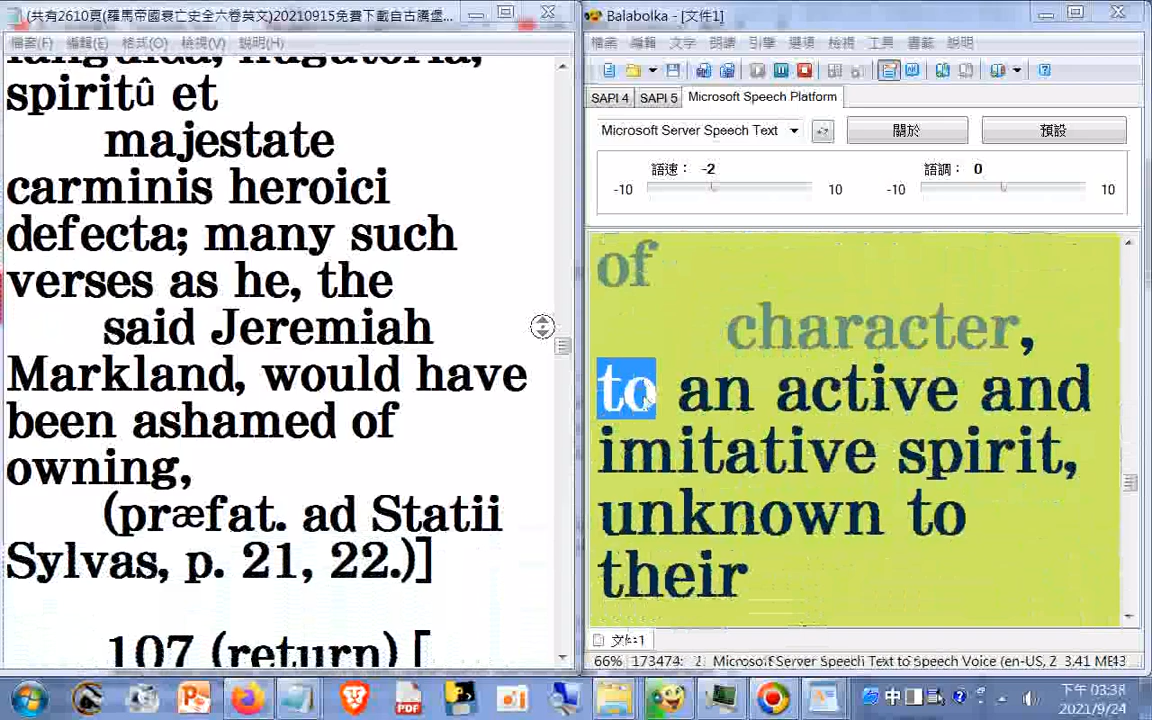 (共有2610頁(羅馬帝國衰亡史全六卷英文)20210915免費下載自古騰堡...
檔案(F) 編輯(E) 格式(O) 檢視(V) 說明(H)
languida, nugatoria,
spiritû et
majestate
carminis heroici
defecta; many such
verses as he, the
said Jeremiah
Markland, would have
been ashamed of
owning,
(præfat. ad Statii
Sylvas, p. 21, 22.)]
107 (return) [
Balabolka - [文件1]
檔案 編輯 文字 朗讀 引擎 選項 檢視 工具 書籤 說明
SAPI 4 SAPI 5 Microsoft Speech Platform
Microsoft Server Speech Text 關於 預設
語速： -2 語調： 0
-10 10 -10 10
of
character,
to an active and
imitative spirit,
unknown to
their
文件1
66% 173474: Microsoft Server Speech Text to Speech Voice (en-US, 3,41 ME
中
下午 03:38
2021/9/24